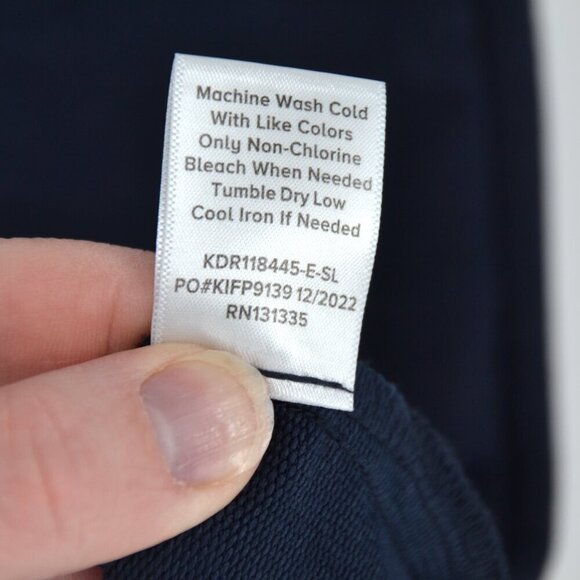 Machine Wash Cold
With Like Colors
Only Non-Chlorine
Bleach When Needed
Tumble Dry Low
Cool Iron If Needed
KDR118445-E-SL
PO#KIFP9139 12/2022
RN131335